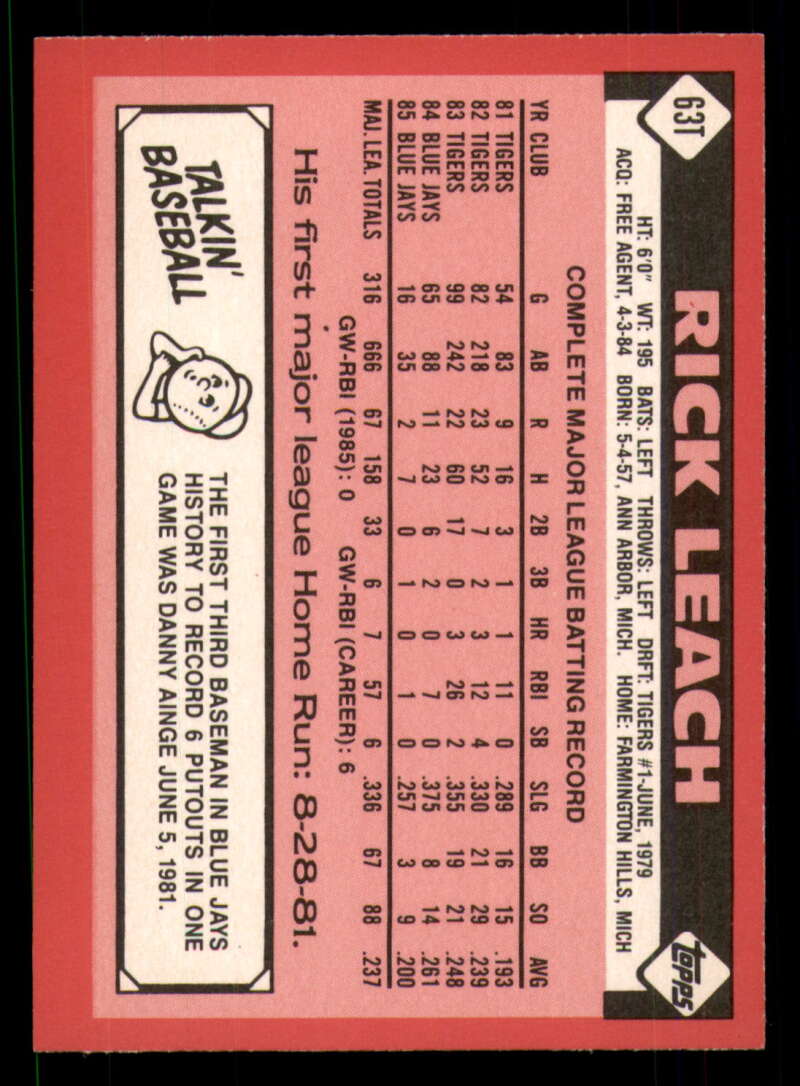 63T
RICK LEACH
topps
HT: 6'0" WT: 195 BATS: LEFT THROWS: LEFT DRFT: TIGERS #1-JUNE, 1979
ACQ: FREE AGENT, 4-3-84 BORN: 5-4-57, ANN ARBOR, MICH. HOME: FARMINGTON HILLS, MICH
COMPLETE MAJOR LEAGUE BATTING RECORD
YR CLUB G AB R H 2B 3B HR RBI SB SLG BB SO AVG
81 TIGERS 54 83 9 16 3 1 1 11 0 .289 16 15 .193
82 TIGERS 82 218 23 52 7 2 3 12 4 .330 21 29 .239
83 TIGERS 99 242 22 60 17 0 3 26 2 .355 19 21 .248
84 BLUE JAYS 65 88 11 23 6 2 0 7 0 .375 8 14 .261
85 BLUE JAYS 16 35 2 7 0 1 0 1 0 .257 3 9 .200
MAJ. LEA. TOTALS 316 666 67 158 33 6 7 57 6 .336 67 88 .237
GW-RBI (1985): 0 GW-RBI (CAREER): 6
His first major league Home Run: 8-28-81.
TALKIN'
BASEBALL
THE FIRST THIRD BASEMAN IN BLUE JAYS
HISTORY TO RECORD 6 PUTOUTS IN ONE
GAME WAS DANNY AINGE JUNE 5, 1981.